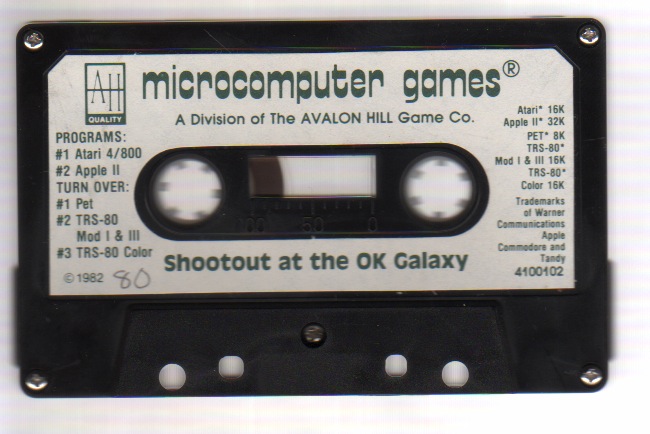 AH
QUALITY
microcomputer games®
A Division of The AVALON HILL Game Co.
PROGRAMS:
#1 Atari 4/800
#2 Apple II
TURN OVER:
#1 Pet
#2 TRS-80
Mod I & III
#3 TRS-80 Color
©1982 80
Atari* 16K
Apple II* 32K
PET* 8K
TRS-80*
Mod I & III 16K
TRS-80*
Color 16K
Trademarks
of Warner
Communications
Apple
Commodore and
Tandy
4100102
100 50 0
Shootout at the OK Galaxy